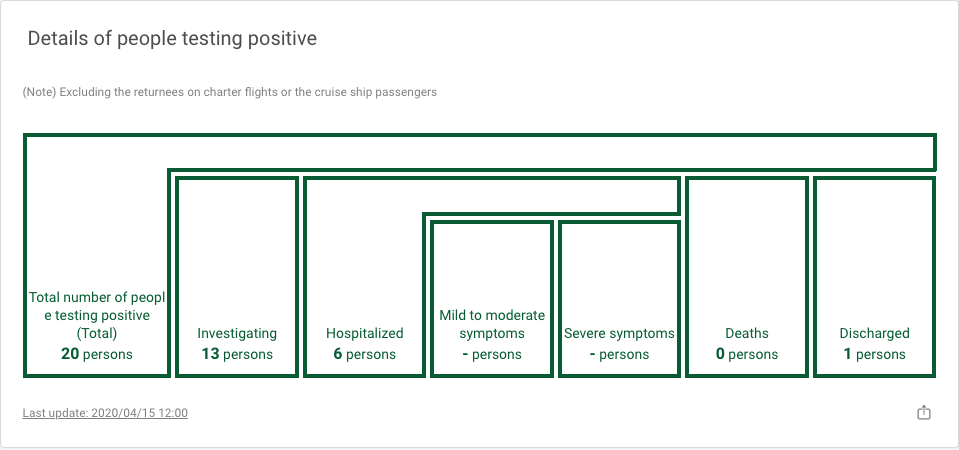 Details of people testing positive
(Note) Excluding the returnees on charter flights or the cruise ship passengers
Total number of peopl
e testing positive
(Total)
20 persons
Investigating
13 persons
Hospitalized
6 persons
Mild to moderate
symptoms
- persons
Severe symptoms
- persons
Deaths
0 persons
Discharged
1 persons
Last update: 2020/04/15 12:00